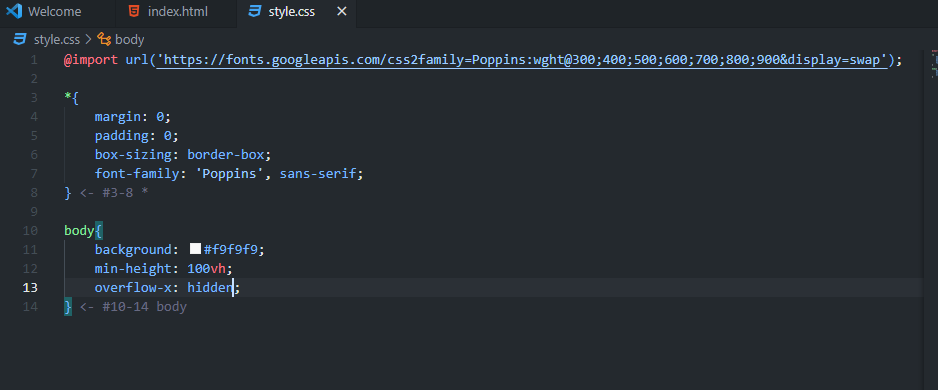 Welcome index.html style.css
style.css > body
1 @import url('https://fonts.googleapis.com/css2family=Poppins:wght@300;400;500;600;700;800;900&display=swap');
2
3 *{
4 margin: 0;
5 padding: 0;
6 box-sizing: border-box;
7 font-family: 'Poppins', sans-serif;
8 } <- #3-8 *
9
10 body{
11 background: #f9f9f9;
12 min-height: 100vh;
13 overflow-x: hidden;
14 } <- #10-14 body